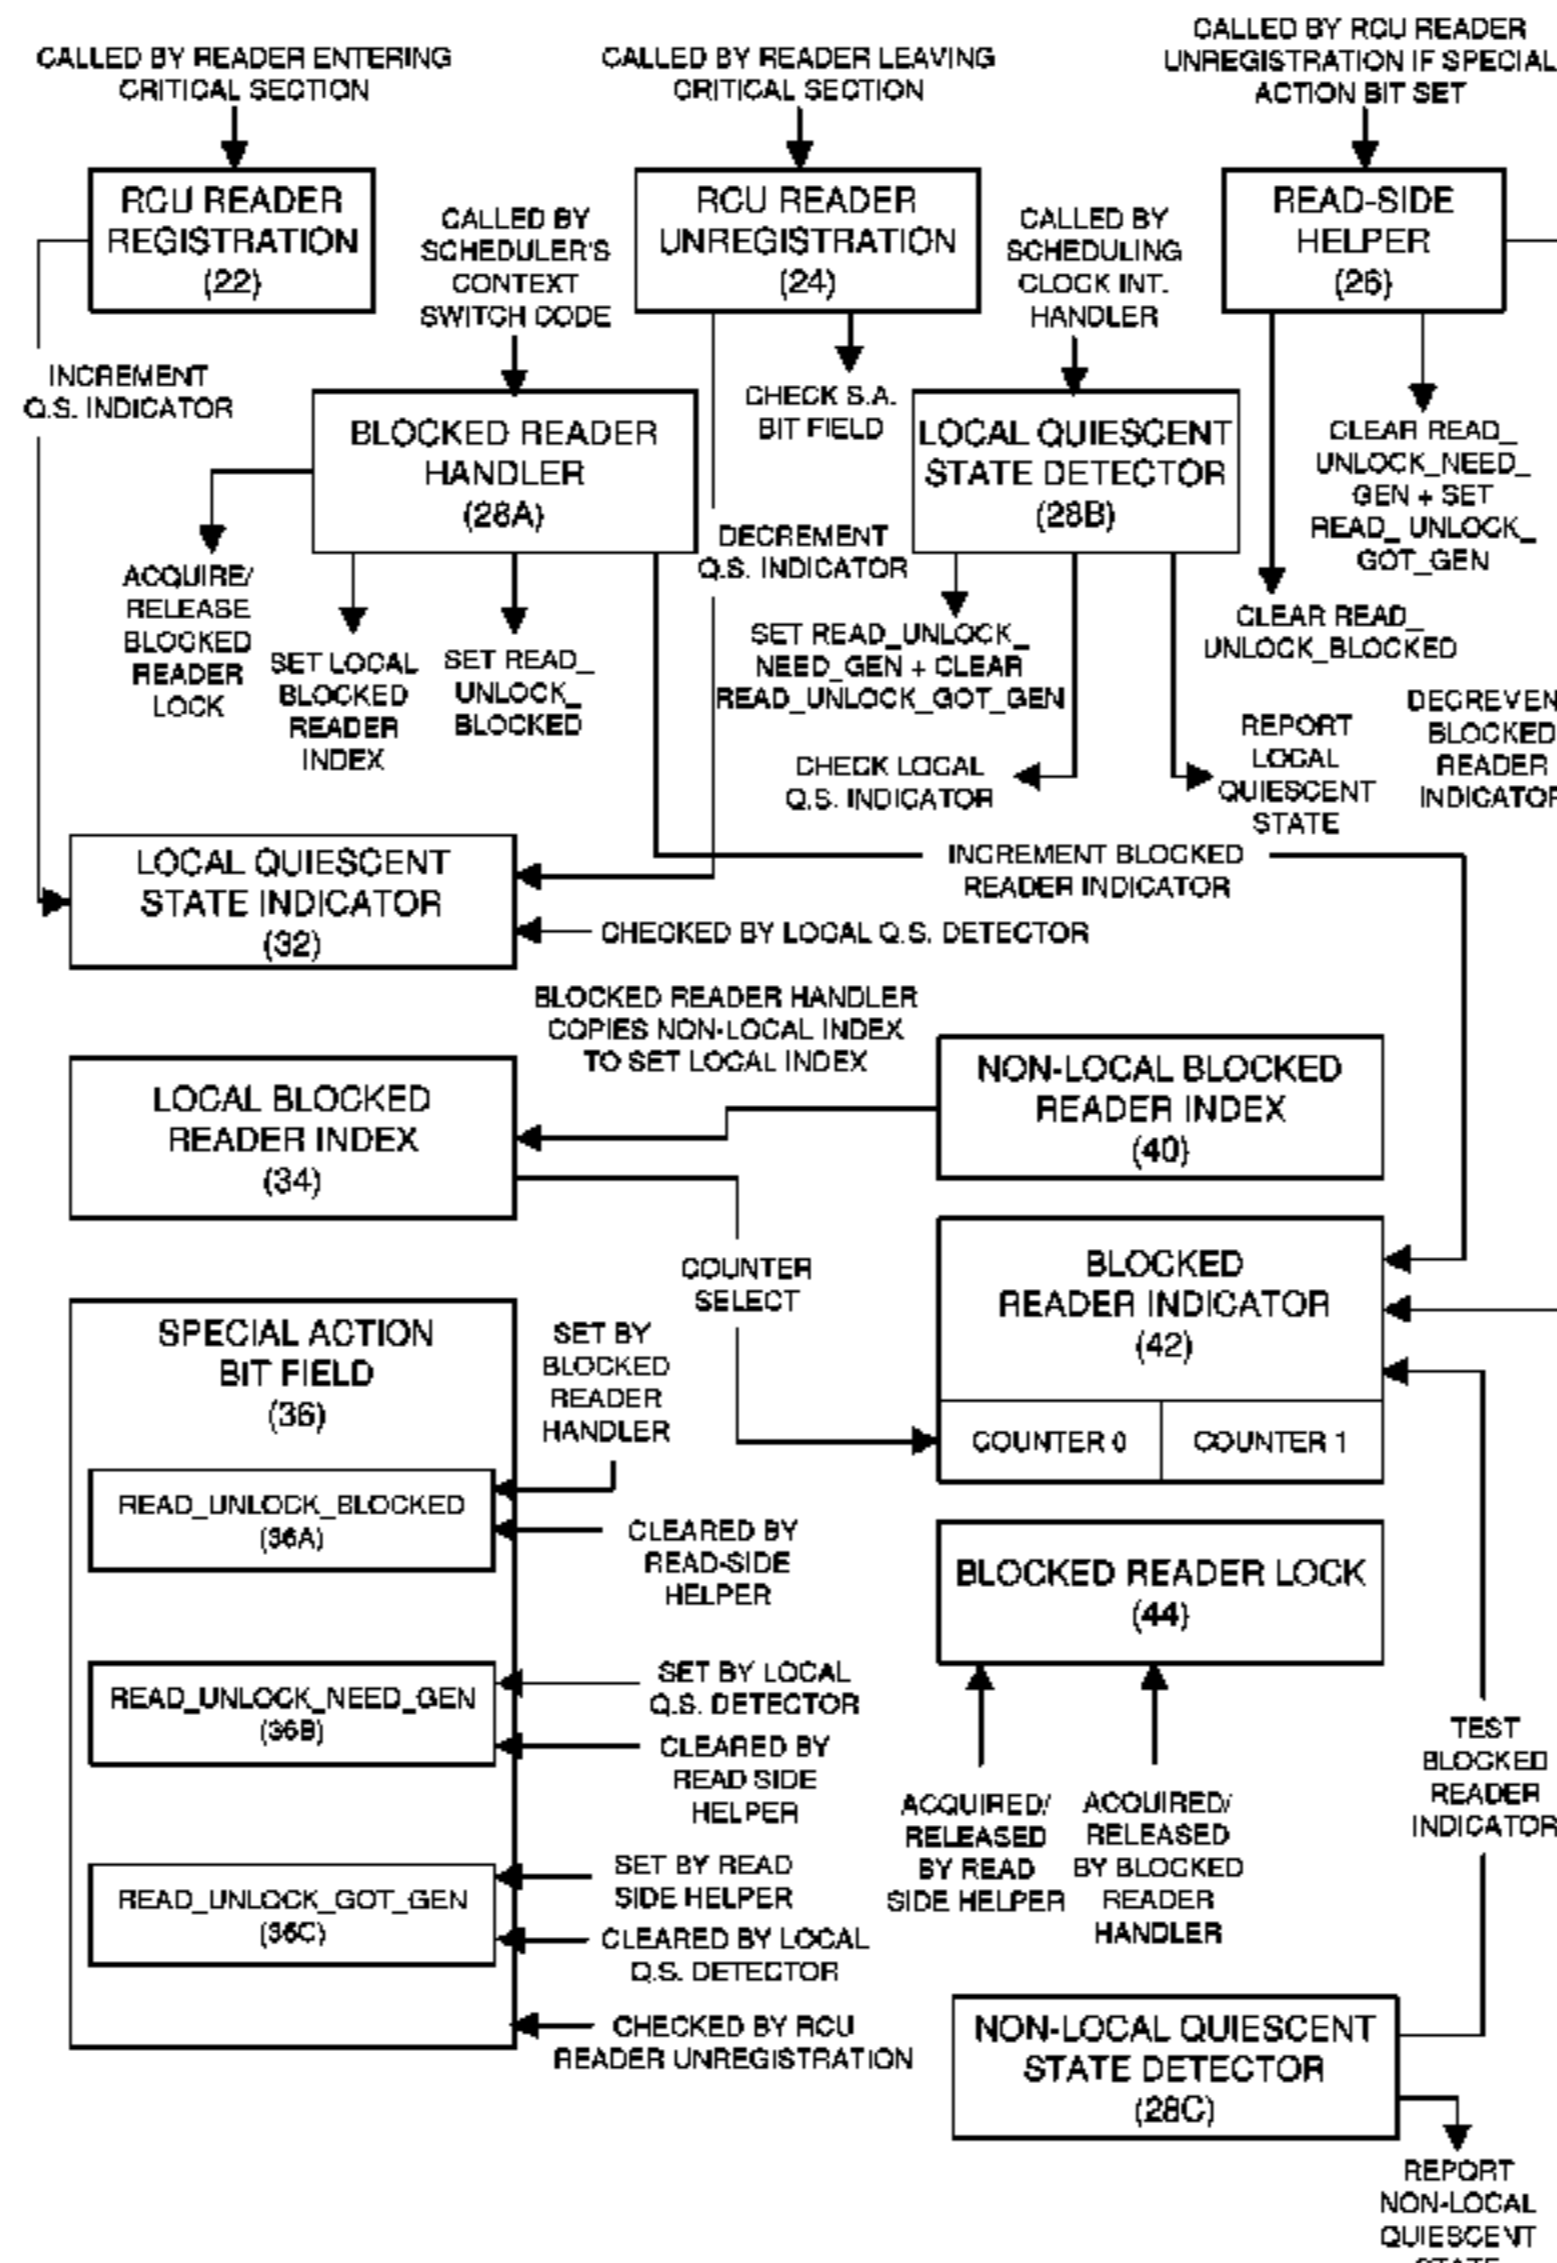 CALLED BY READER ENTERING
CRITICAL SECTION
CALLED BY READER LEAVING
CRITICAL SECTION
CALLED BY RCU READER
UNREGISTRATION IF SPECIAL
ACTION BIT SET
RCU READER
REGISTRATION
(22)
CALLED BY
SCHEDULER'S
CONTEXT
SWITCH CODE
RCU READER
UNREGISTRATION
(24)
CALLED BY
SCHEDULING
CLOCK INT.
HANDLER
READ-SIDE
HELPER
(26)
INCREMENT
Q.S. INDICATOR
BLOCKED READER
HANDLER
(28A)
CHECK S.A.
BIT FIELD
LOCAL QUIESCENT
STATE DETECTOR
(28B)
CLEAR READ_
UNLOCK_NEED_
GEN + SET
READ_ UNLOCK_
GOT_GEN
DECREMENT
Q.S. INDICATOR
ACQUIRE/
RELEASE
BLOCKED
READER
LOCK
SET LOCAL
BLOCKED
READER
INDEX
SET READ_
UNLOCK_
BLOCKED
SET READ_UNLOCK_
NEED_GEN + CLEAR
READ_UNLOCK_GOT_GEN
CLEAR READ_
UNLOCK_BLOCKED
CHECK LOCAL
Q.S. INDICATOR
REPORT
LOCAL
QUIESCENT
STATE
BLOCKED
READER
INDICATOR
LOCAL QUIESCENT
STATE INDICATOR
(32)
INCREMENT BLOCKED
READER INDICATOR
CHECKED BY LOCAL Q.S. DETECTOR
BLOCKED READER HANDLER
COPIES NON-LOCAL INDEX
TO SET LOCAL INDEX
LOCAL BLOCKED
READER INDEX
(34)
NON-LOCAL BLOCKED
READER INDEX
(40)
COUNTER
SELECT
BLOCKED
READER INDICATOR
(42)
COUNTER 0
COUNTER 1
SPECIAL ACTION
BIT FIELD
(36)
SET BY
BLOCKED
READER
HANDLER
READ_UNLOCK_BLOCKED
(36A)
CLEARED BY
READ-SIDE
HELPER
BLOCKED READER LOCK
(44)
READ_UNLOCK_NEED_GEN
(36B)
SET BY LOCAL
Q.S. DETECTOR
CLEARED BY
READ SIDE
HELPER
ACQUIRED/
RELEASED
BY READ
SIDE HELPER
ACQUIRED/
RELEASED
BY BLOCKED
READER
HANDLER
TEST
BLOCKED
READER
INDICATOR
READ_UNLOCK_GOT_GEN
(36C)
SET BY READ
SIDE HELPER
CLEARED BY LOCAL
Q.S. DETECTOR
CHECKED BY RCU
READER UNREGISTRATION
NON-LOCAL QUIESCENT
STATE DETECTOR
(28C)
REPORT
NON-LOCAL
QUIESCENT